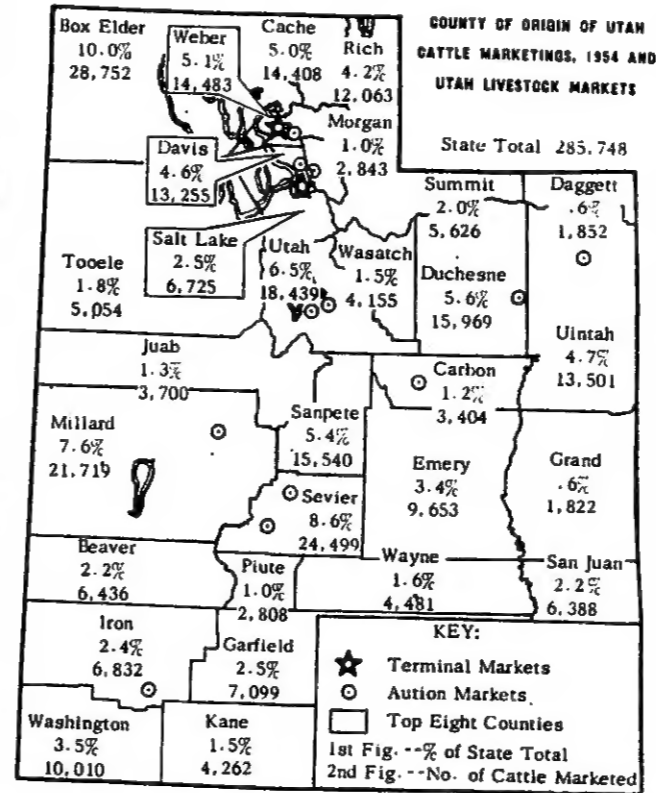 COUNTY OF ORIGIN OF UTAH
CATTLE MARKETINGS, 1954 AND
UTAH LIVESTOCK MARKETS
State Total 285,748
Box Elder
10.0%
28,752
Weber
5.1%
14,483
Cache
5.0%
14,408
Rich
4.2%
12,063
Morgan
1.0%
2,843
Davis
4.6%
13,255
Salt Lake
2.5%
6,725
Summit
2.0%
5,626
Daggett
.6%
1,852
Tooele
1.8%
5,054
Utah
6.5%
18,439
Wasatch
1.5%
4,155
Duchesne
5.6%
15,969
Uintah
4.7%
13,501
Juab
1.3%
3,700
Carbon
1.2%
3,404
Millard
7.6%
21,719
Sanpete
5.4%
15,540
Emery
3.4%
9,653
Grand
.6%
1,822
Sevier
8.6%
24,499
Beaver
2.2%
6,436
Piute
1.0%
2,808
Wayne
1.6%
4,481
San Juan
2.2%
6,388
Iron
2.4%
6,832
Garfield
2.5%
7,099
Washington
3.5%
10,010
Kane
1.5%
4,262
KEY:
Terminal Markets
Aution Markets
Top Eight Counties
1st Fig. --% of State Total
2nd Fig. --No. of Cattle Marketed